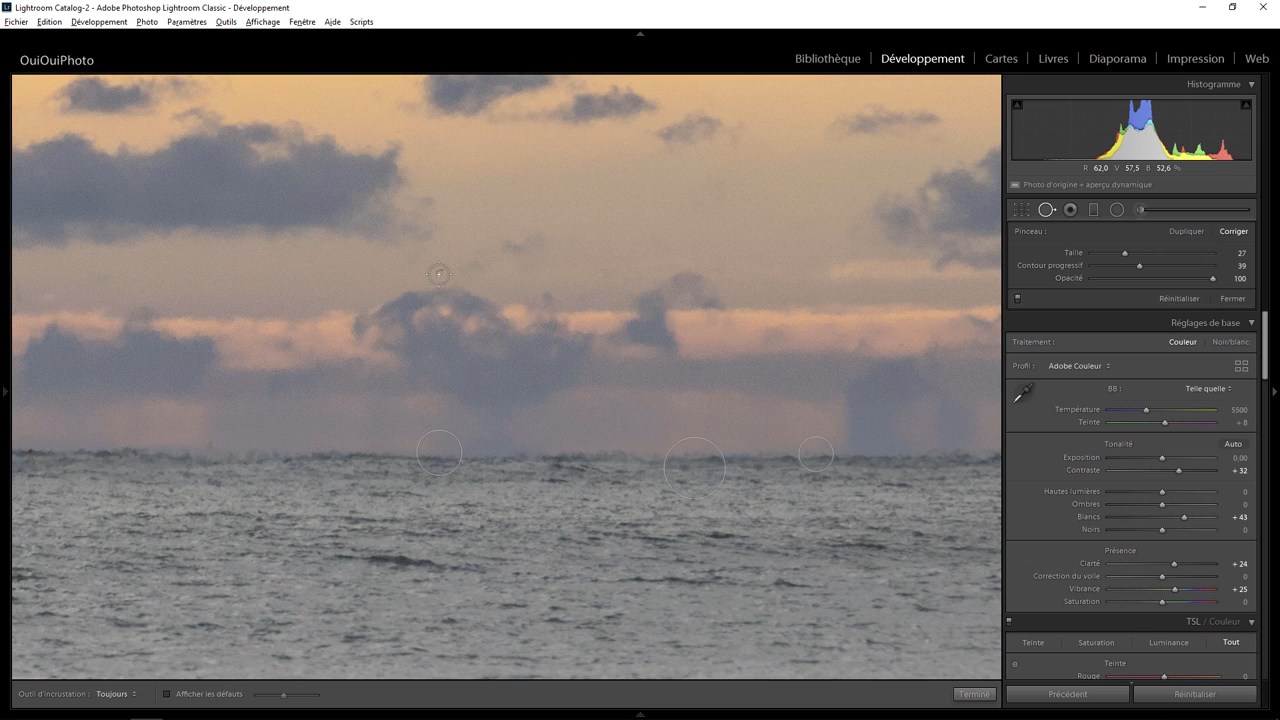 Lightroom Catalog-2 - Adobe Photoshop Lightroom Classic - Développement
Fichier Edition Développement Photo Paramètres Outils Affichage Fenêtre Aide Scripts
OuiOuiPhoto
Bibliothèque | Développement | Cartes | Livres | Diaporama | Impression | Web
Histogramme
R 62,0 V 57,5 B 52,6 %
Photo d'origine + aperçu dynamique
Pinceau : Dupliquer Corriger
Taille 27
Contour progressif 39
Opacité 100
Réinitialiser Fermer
Réglages de base
Traitement : Couleur Noir/blanc
Profil : Adobe Couleur
BB : Telle quelle
Température 5500
Teinte + 8
Tonalité Auto
Exposition 0,00
Contraste + 32
Hautes lumières 0
Ombres 0
Blancs + 43
Noirs 0
Présence
Clarté + 24
Correction du voile 0
Vibrance + 25
Saturation 0
TSL / Couleur
Teinte Saturation Luminance Tout
Teinte
Rouge 0
Outil d'incrustation : Toujours Afficher les défauts Terminé
Précédent Réinitialiser